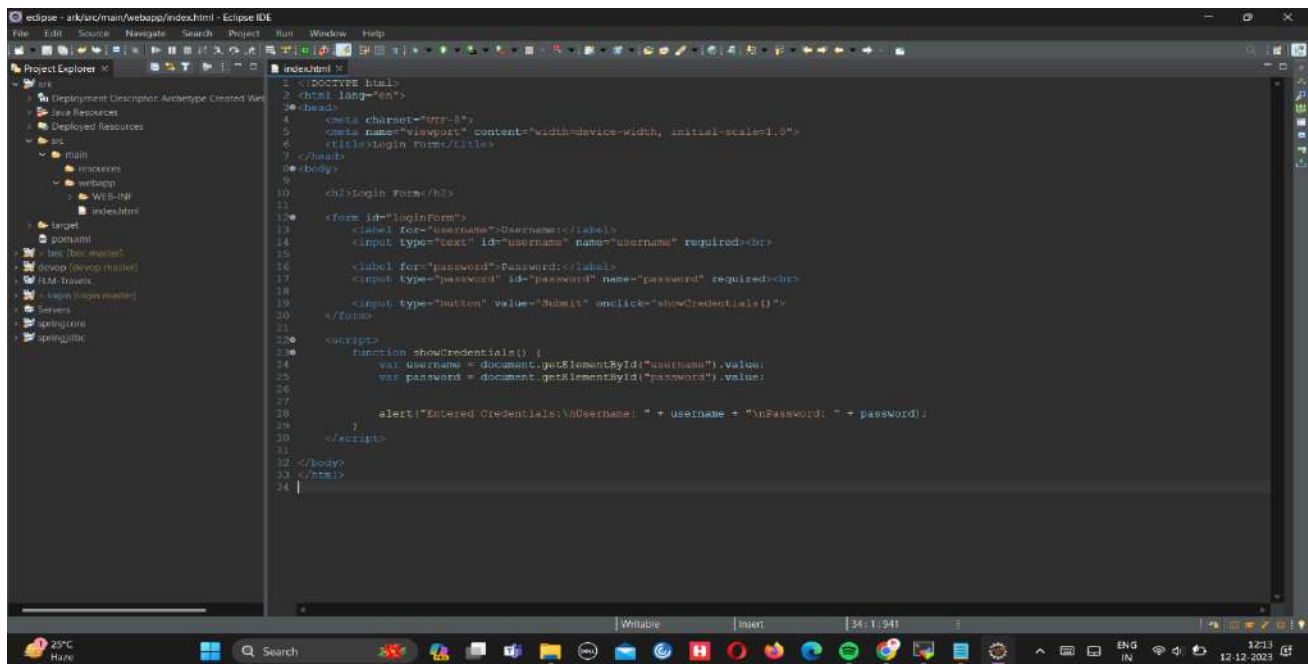 eclipse - ark/src/main/webapp/index.html - Eclipse IDE
File Edit Source Navigate Search Project Run Window Help
Project Explorer
index.html
ark
Deployment Descriptor: Archetype Created Wel
Java Resources
Deployed Resources
src
main
resources
webapp
WEB-INF
index.html
target
pom.xml
> bec [bec master]
devop [devop master]
FLM-Travels
> login [login master]
Servers
springcore
springjdbc
1 <!DOCTYPE html>
2 <html lang="en">
3 <head>
4 <meta charset="UTF-8">
5 <meta name="viewport" content="width=device-width, initial-scale=1.0">
6 <title>Login Form</title>
7 </head>
8 <body>
9
10 <h2>Login Form</h2>
11
12 <form id="loginForm">
13 <label for="username">Username:</label>
14 <input type="text" id="username" name="username" required><br>
15
16 <label for="password">Password:</label>
17 <input type="password" id="password" name="password" required><br>
18
19 <input type="button" value="Submit" onclick="showCredentials()">
20 </form>
21
22 <script>
23 function showCredentials() {
24 var username = document.getElementById("username").value;
25 var password = document.getElementById("password").value;
26
27
28 alert("Entered Credentials:\nUsername: " + username + "\nPassword: " + password);
29 }
30 </script>
31
32 </body>
33 </html>
34
Writable Insert 34:1:941
25°C
Haze
Search
DELL
H
ENG
IN
12:13
12-12-2023